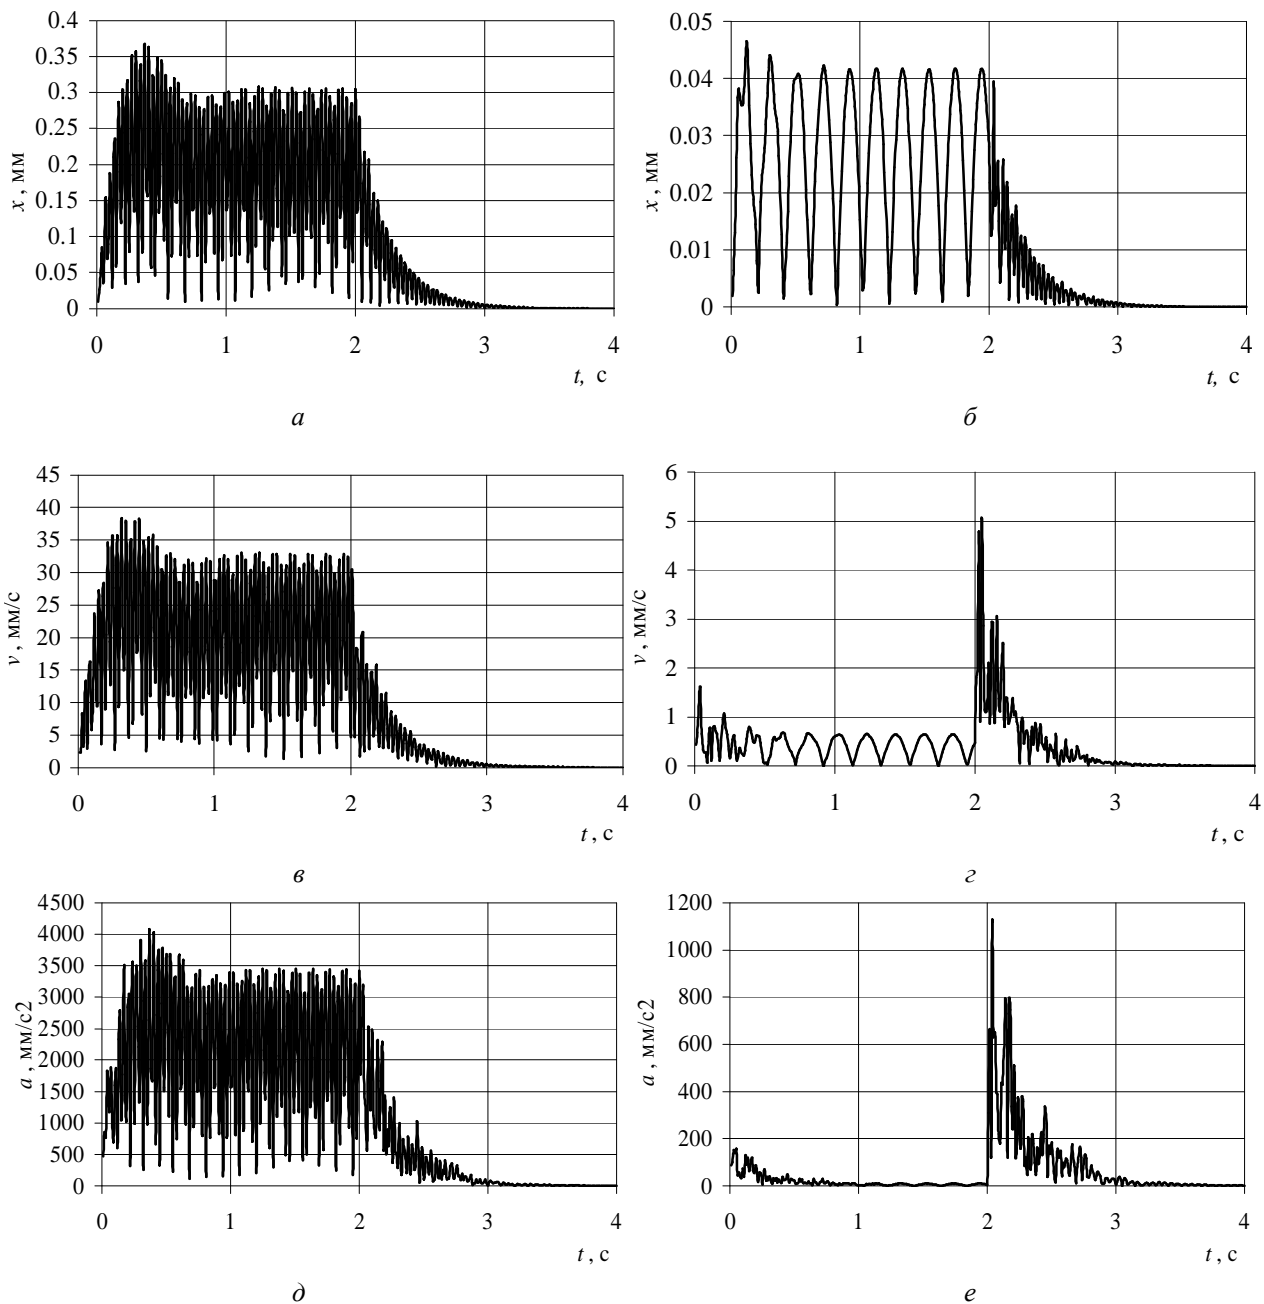 0.4
0.35
0.3
0.25
0.2
0.15
0.1
0.05
0
x , мм
0 1 2 3 4
t, с
а
0.05
0.04
0.03
0.02
0.01
0
x , мм
0 1 2 3 4
t, с
б
45
40
35
30
25
20
15
10
5
0
v , мм/с
0 1 2 3 4
t , с
в
6
5
4
3
2
1
0
v , мм/с
0 1 2 3 4
t , с
г
4500
4000
3500
3000
2500
2000
1500
1000
500
0
a , мм/с2
0 1 2 3 4
t , с
д
1200
1000
800
600
400
200
0
a , мм/с2
0 1 2 3 4
t , с
е